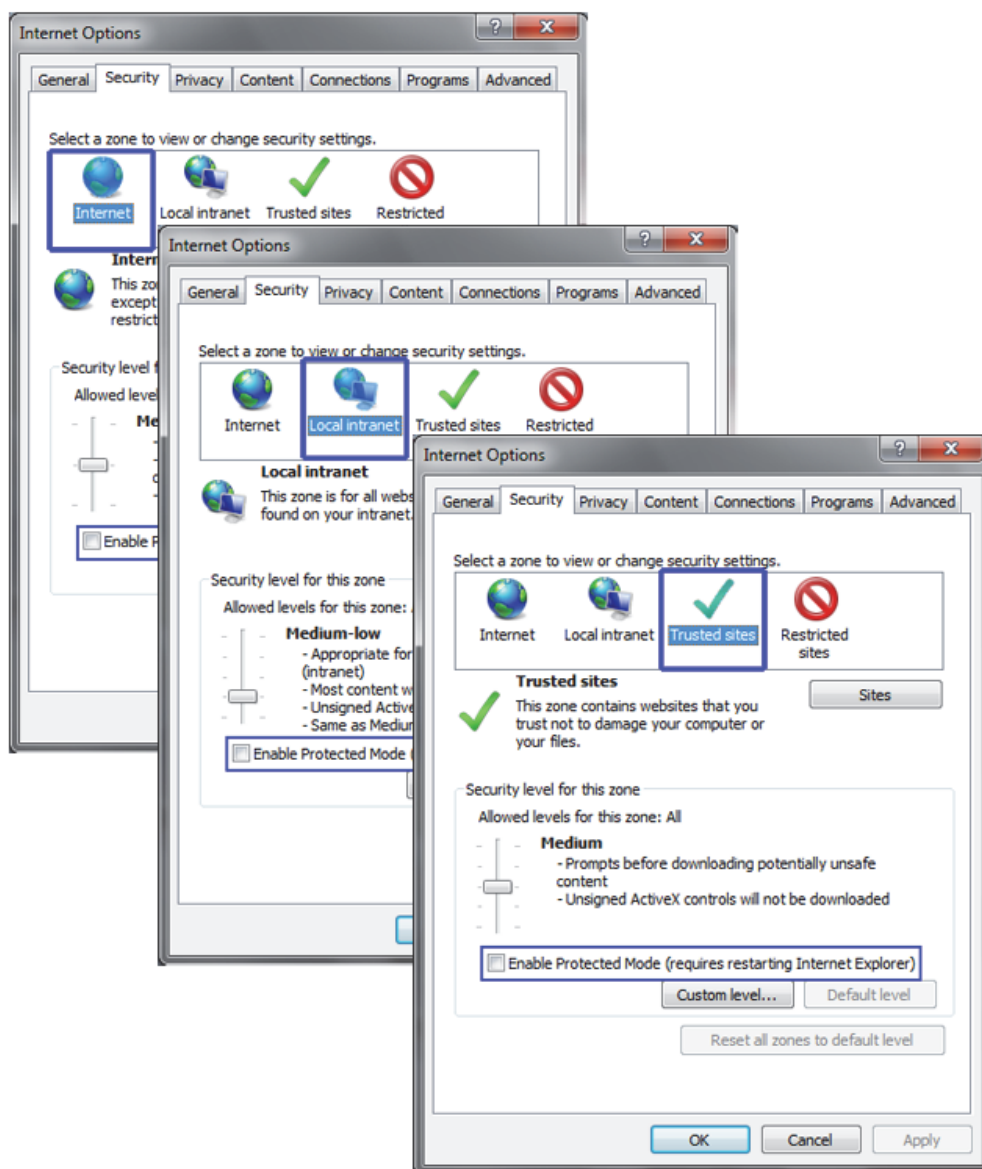 Internet Options
General Security Privacy Content Connections Programs Advanced
Select a zone to view or change security settings.
Internet Local intranet Trusted sites Restricted
This
except
restrict
Security level
Allowed
Enable
Internet Options
General Security Privacy Content Connections Programs Advanced
Select a zone to view or change security settings.
Internet Local intranet Trusted sites Restricted
Local intranet
This zone is for all webs
found on your intranet.
Security level for this zone
Allowed levels for this zone:
Medium-low
- Appropriate for
(intranet)
- Most content w
- Unsigned Active
- Same as Medium
Enable Protected Mode (
Internet Options
General Security Privacy Content Connections Programs Advanced
Select a zone to view or change security settings.
Internet Local intranet Trusted sites Restricted
sites
Trusted sites
Sites
This zone contains websites that you
trust not to damage your computer or
your files.
Security level for this zone
Allowed levels for this zone: All
Medium
- Prompts before downloading potentially unsafe
content
- Unsigned ActiveX controls will not be downloaded
Enable Protected Mode (requires restarting Internet Explorer)
Custom level... Default level
Reset all zones to default level
OK Cancel Apply